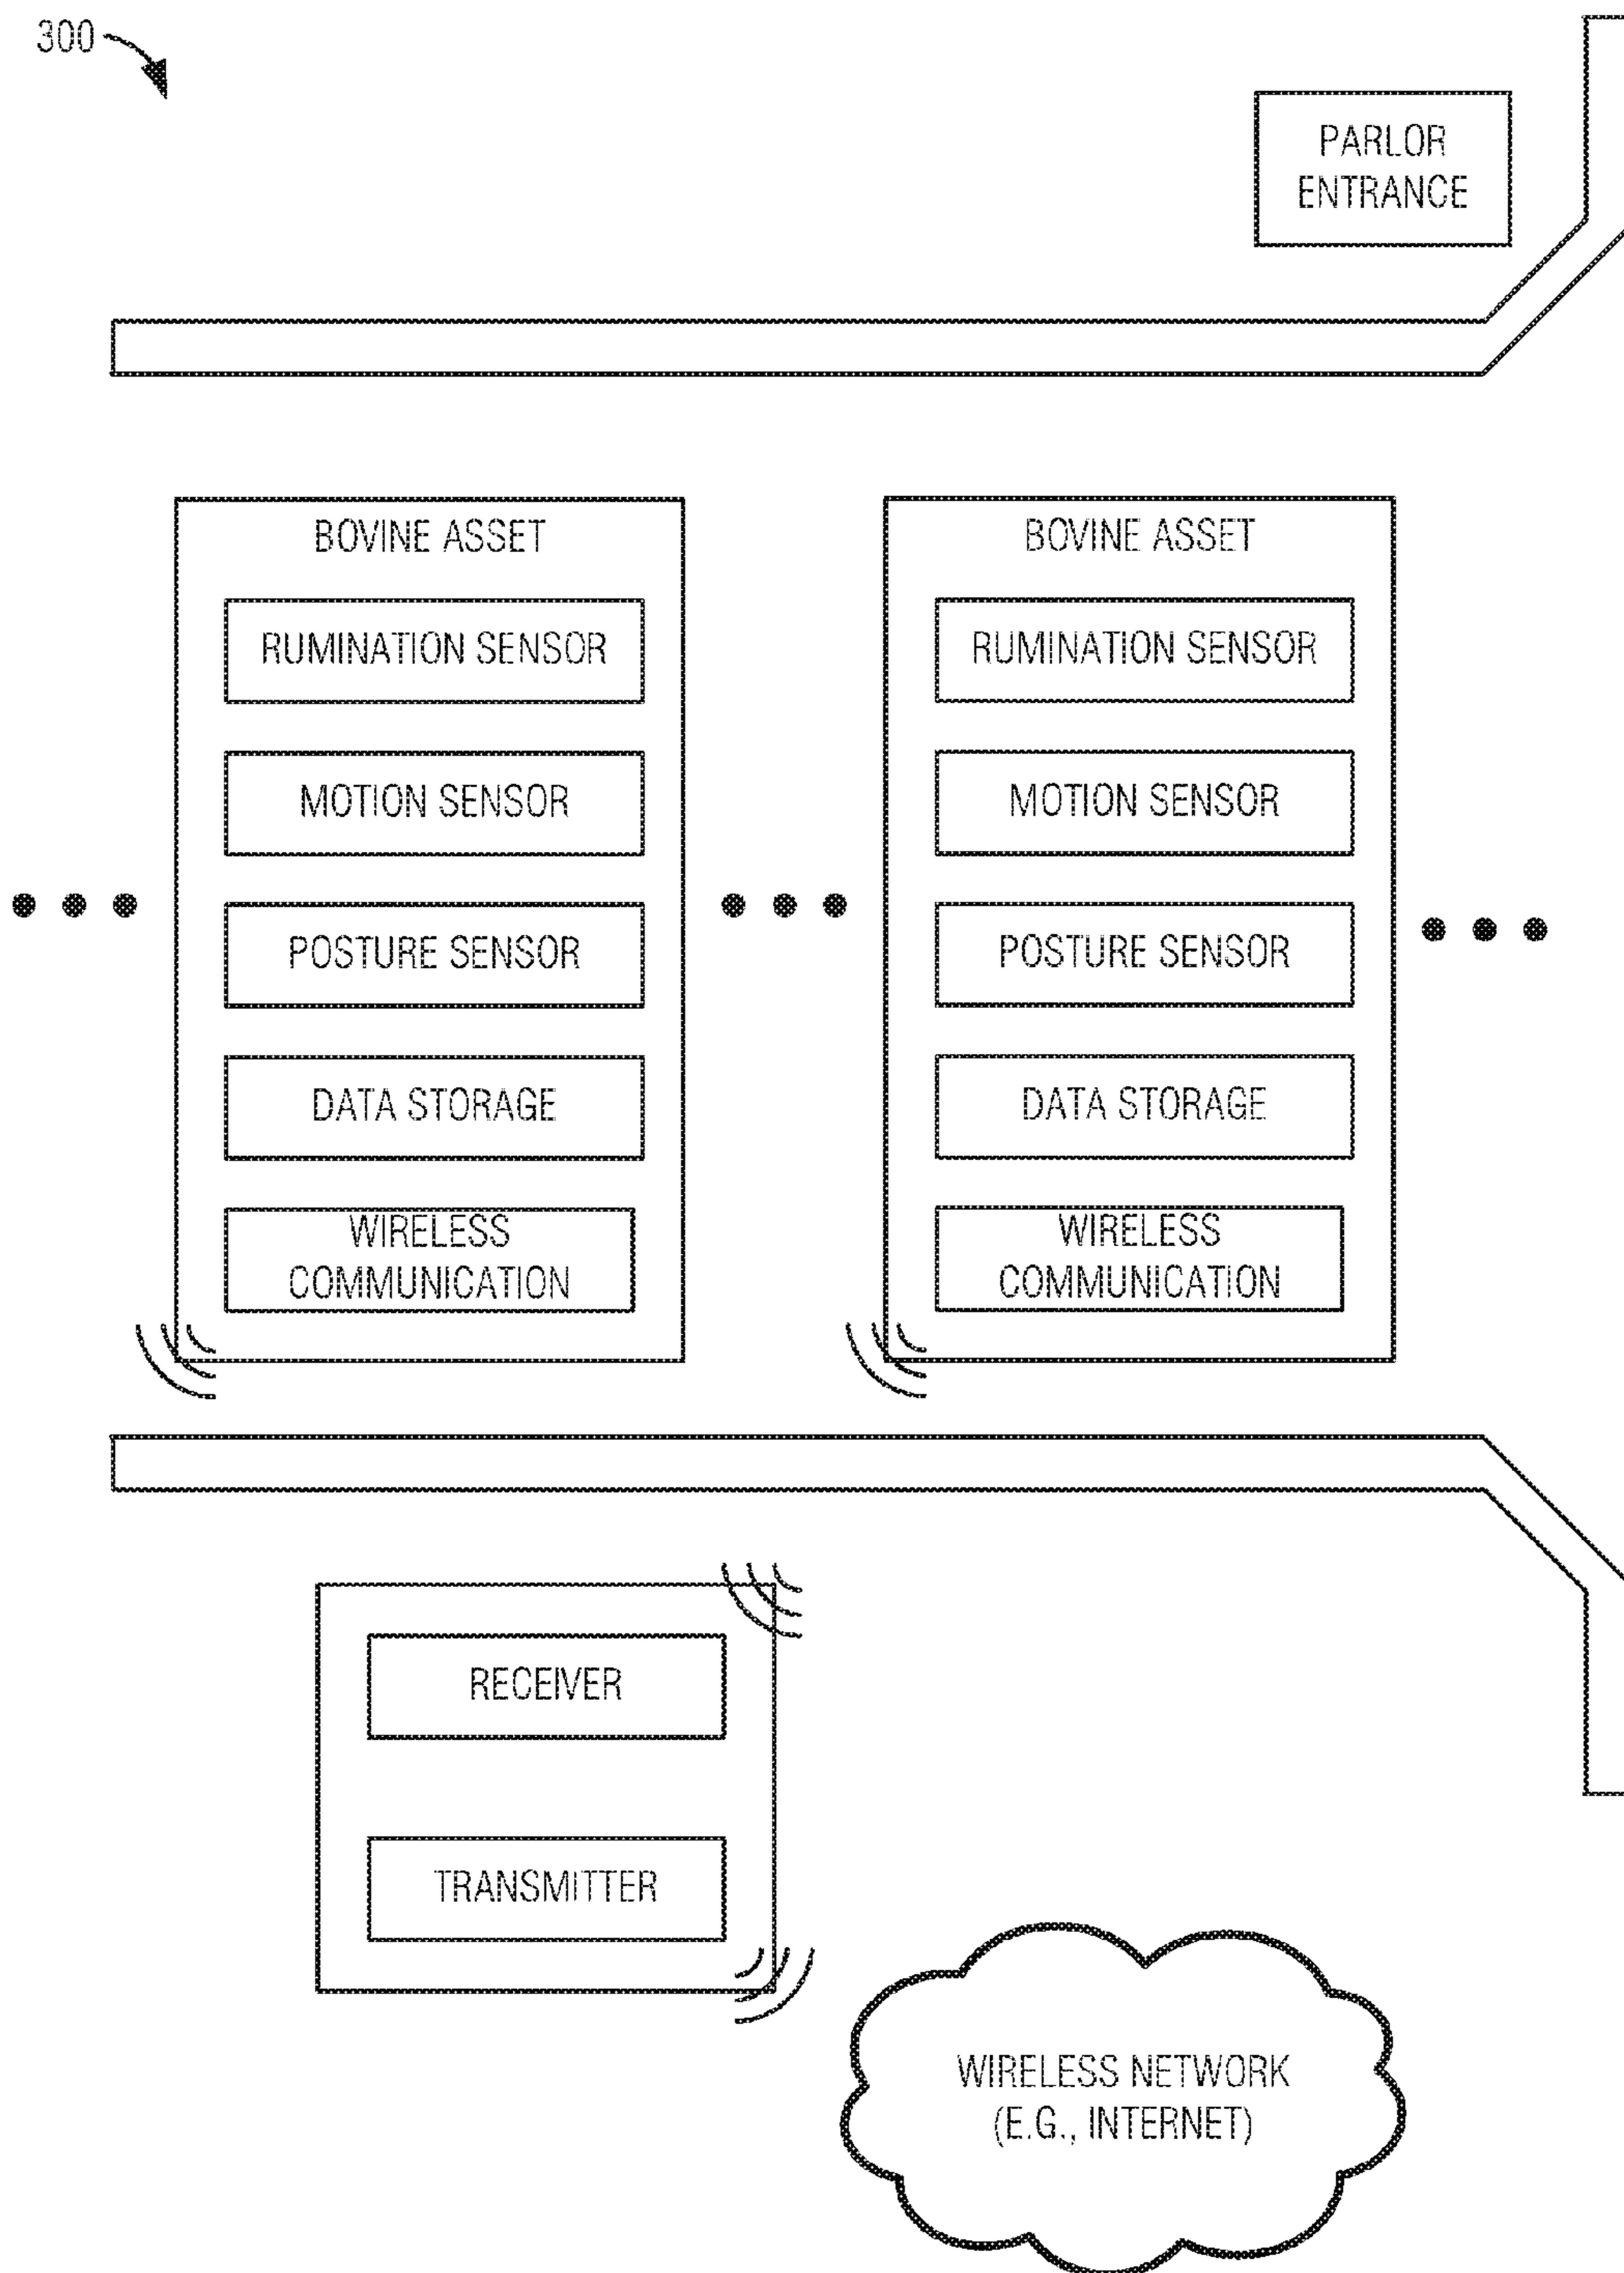 300
PARLOR
ENTRANCE
BOVINE ASSET
RUMINATION SENSOR
MOTION SENSOR
POSTURE SENSOR
DATA STORAGE
WIRELESS
COMMUNICATION
BOVINE ASSET
RUMINATION SENSOR
MOTION SENSOR
POSTURE SENSOR
DATA STORAGE
WIRELESS
COMMUNICATION
RECEIVER
TRANSMITTER
WIRELESS NETWORK
(E.G., INTERNET)